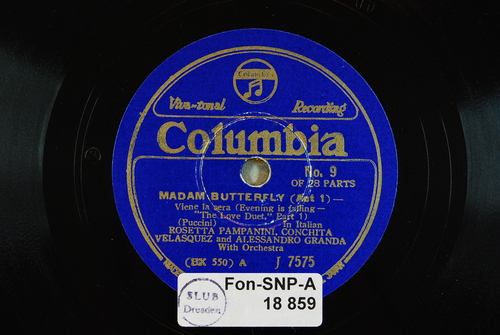 Columbia
Viva-tonal Recording
Columbia
No. 9
OF 28 PARTS
MADAM BUTTERFLY (Act 1) —
Viene la sera (Evening is falling —
"The Love Duet," Part 1)
(Puccini) In Italian
ROSETTA PAMPANINI, CONCHITA
VELASQUEZ and ALESSANDRO GRANDA
With Orchestra
(BX 550) A J 7575
JAPAN
Fon-SNP-A
18 859
SLUB
Dresden